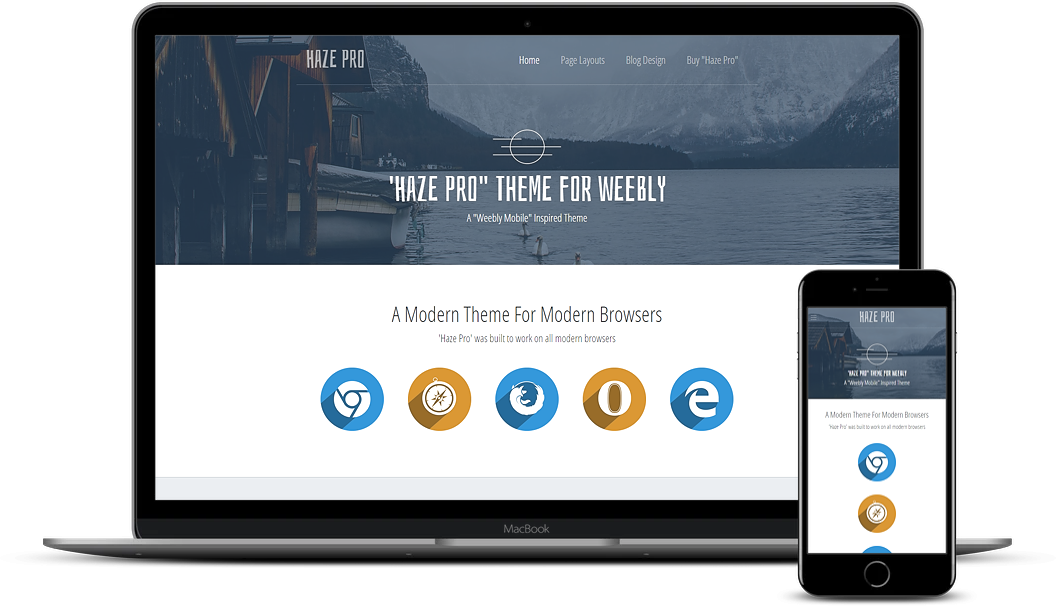 HAZE PRO
Home Page Layouts Blog Design Buy "Haze Pro"
'HAZE PRO" THEME FOR WEEBLY
A "Weebly Mobile" Inspired Theme
A Modern Theme For Modern Browsers
'Haze Pro' was built to work on all modern browsers
MacBook
HAZE PRO
'HAZE PRO" THEME FOR WEEBLY
A "Weebly Mobile" Inspired Theme
A Modern Theme For Modern Browsers
'Haze Pro' was built to work on all modern browsers